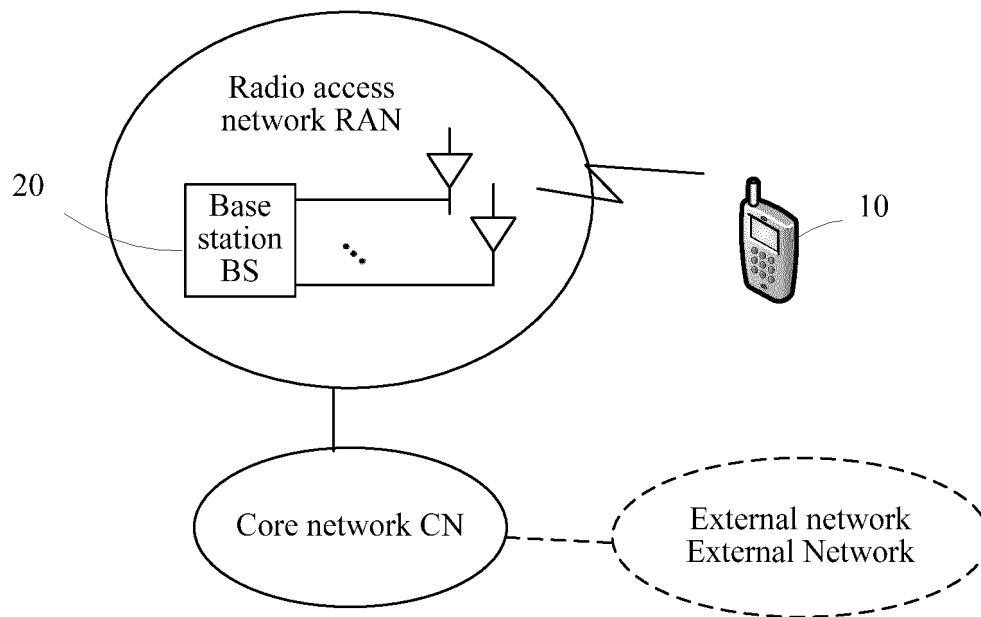 Radio access
network RAN
20
Base
station
BS
10
Core network CN
External network
External Network